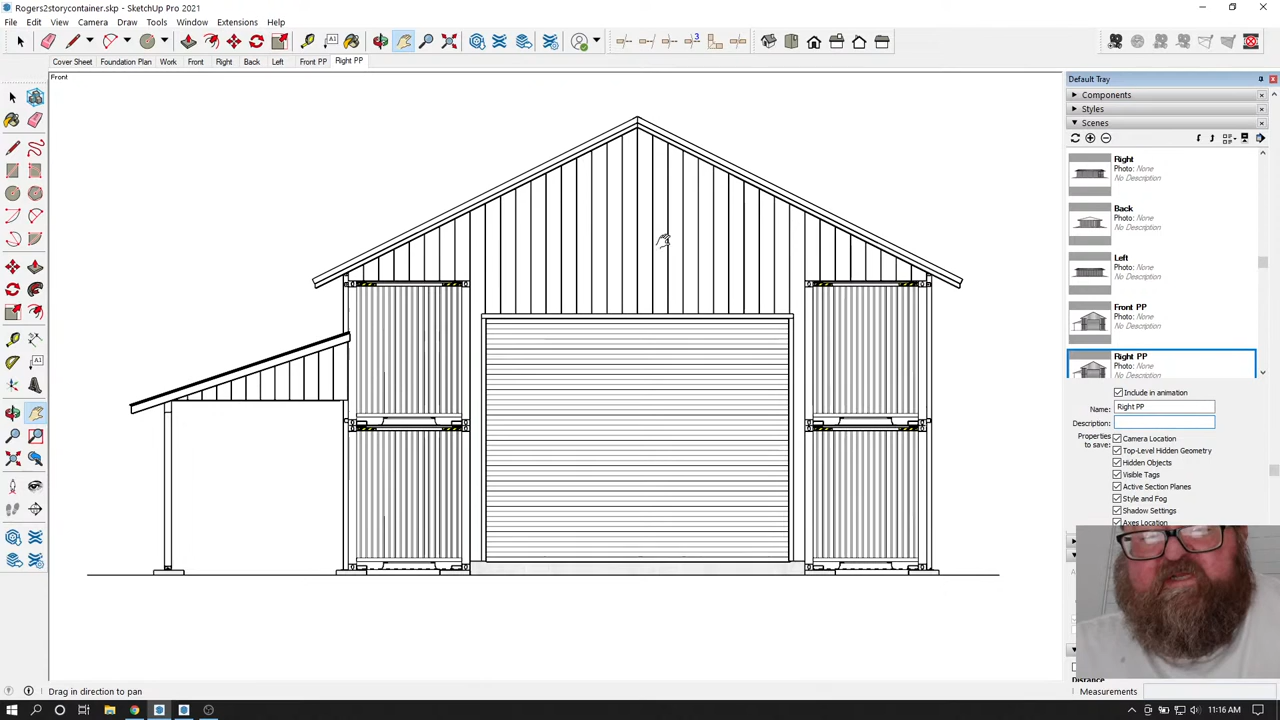 Rogers2storycontainer.skp - SketchUp Pro 2021
File Edit View Camera Draw Tools Window Extensions Help
Cover Sheet Foundation Plan Work Front Right Back Left Front PP Right PP
Front
Default Tray
Components
Styles
Scenes
Right
Photo: None
No Description
Back
Photo: None
No Description
Left
Photo: None
No Description
Front PP
Photo: None
No Description
Right PP
Photo: None
No Description
Include in animation
Name: Right PP
Description:
Properties to save:
Camera Location
Top-Level Hidden Geometry
Hidden Objects
Visible Tags
Active Section Planes
Style and Fog
Shadow Settings
Axes Location
Distance
Drag in direction to pan
Measurements
11:16 AM